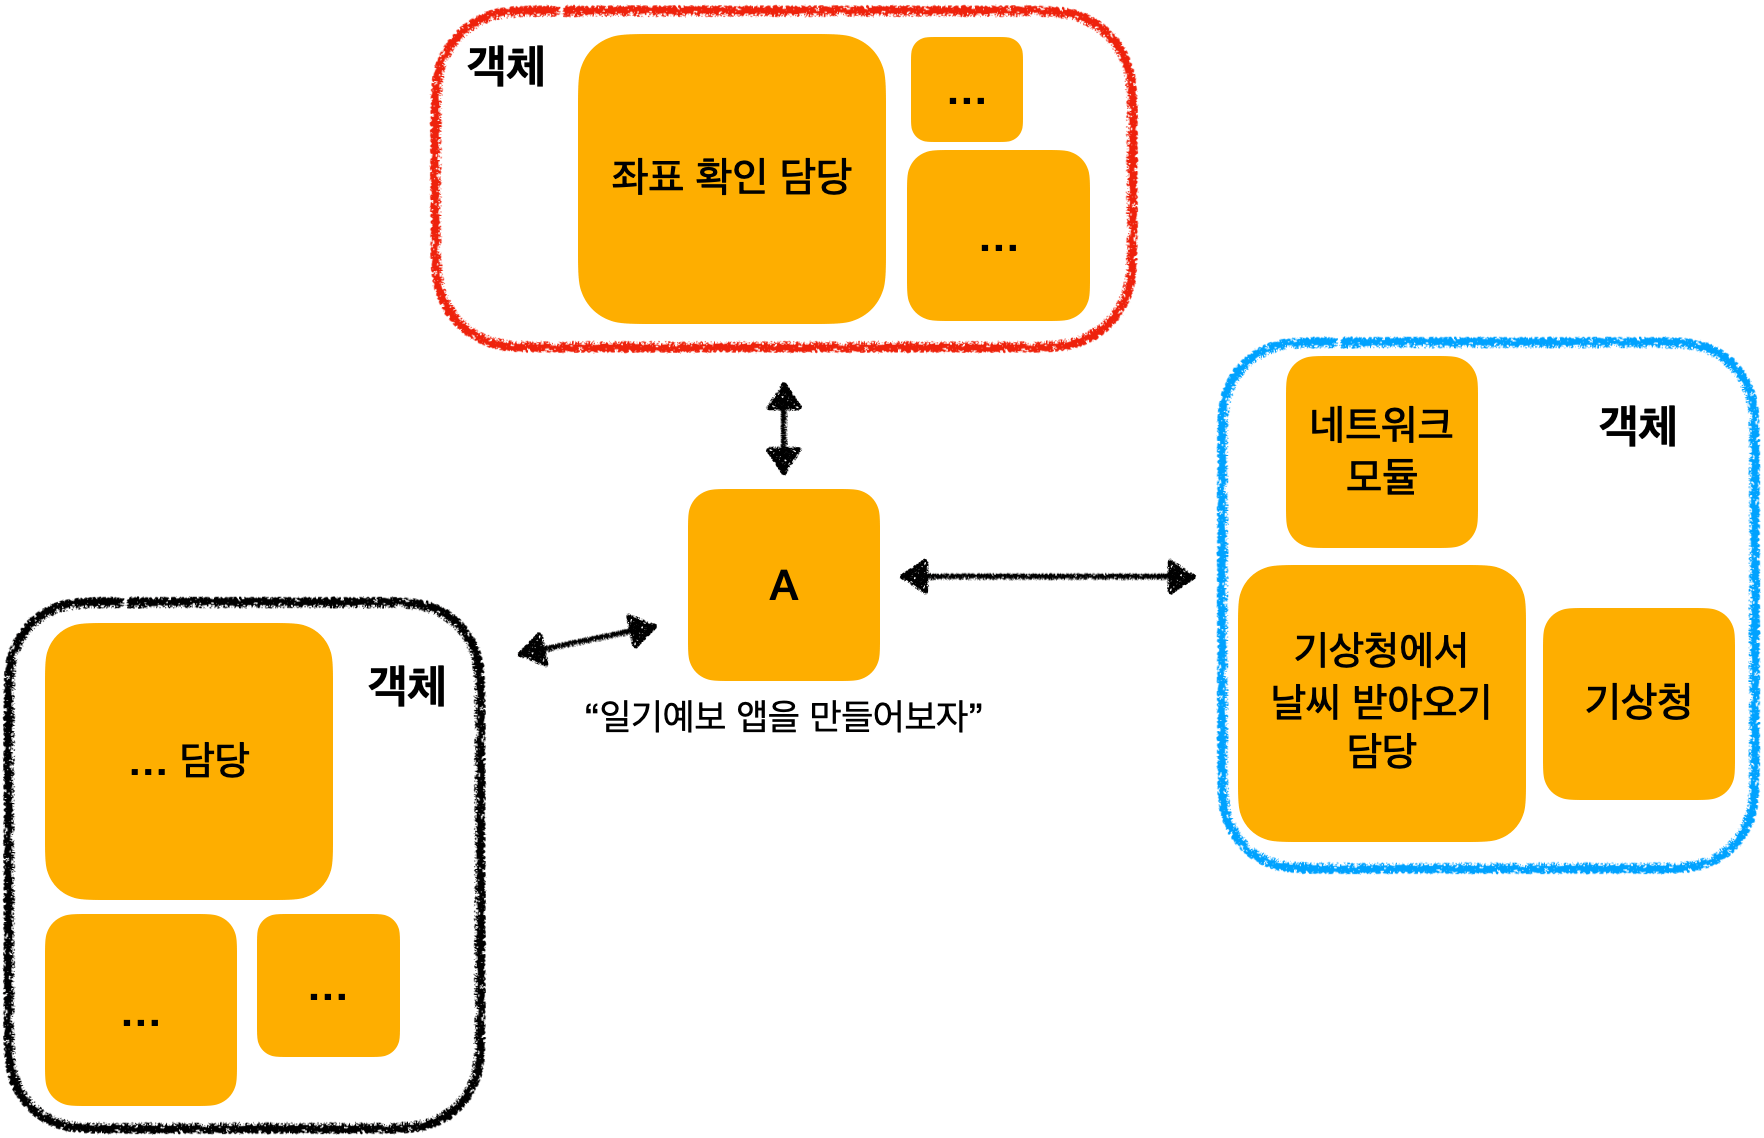 객체
좌표 확인 담당
...
...
네트워크
모듈
객체
기상청에서
날씨 받아오기
담당
기상청
A
“일기예보 앱을 만들어보자”
... 담당
객체
...
...